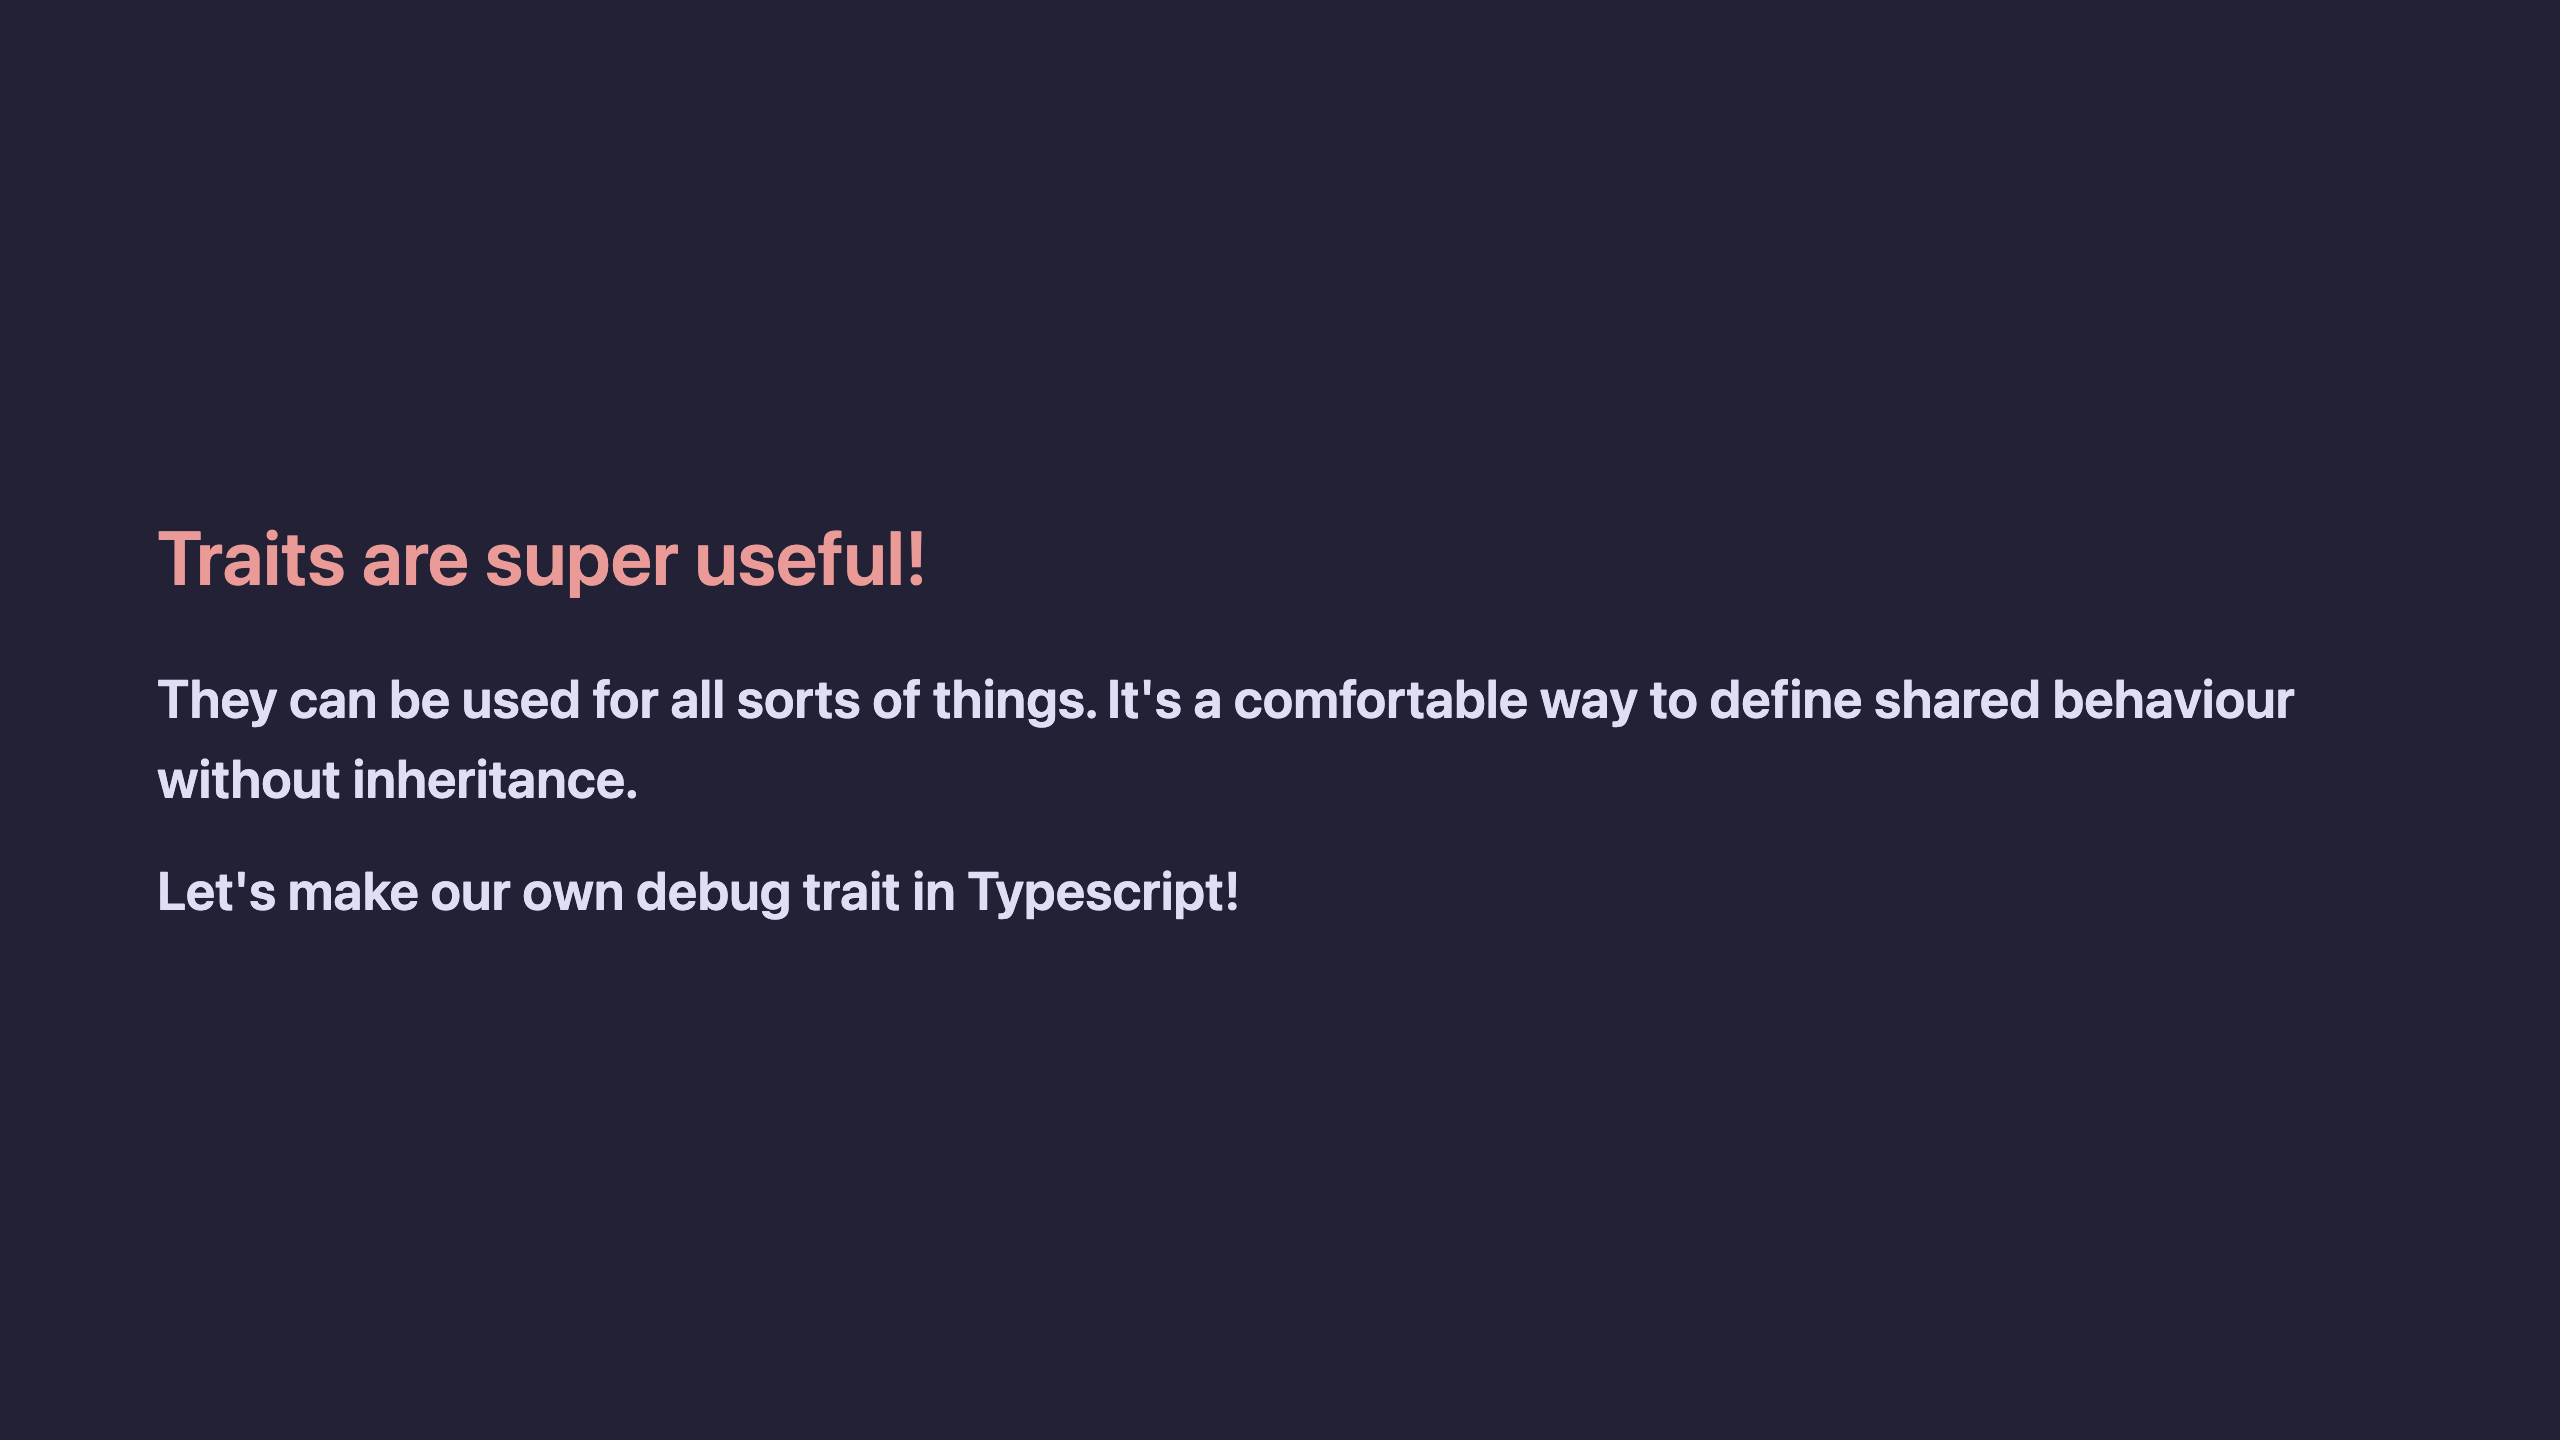 Traits are super useful!
They can be used for all sorts of things. It's a comfortable way to define shared behaviour
without inheritance.
Let's make our own debug trait in Typescript!